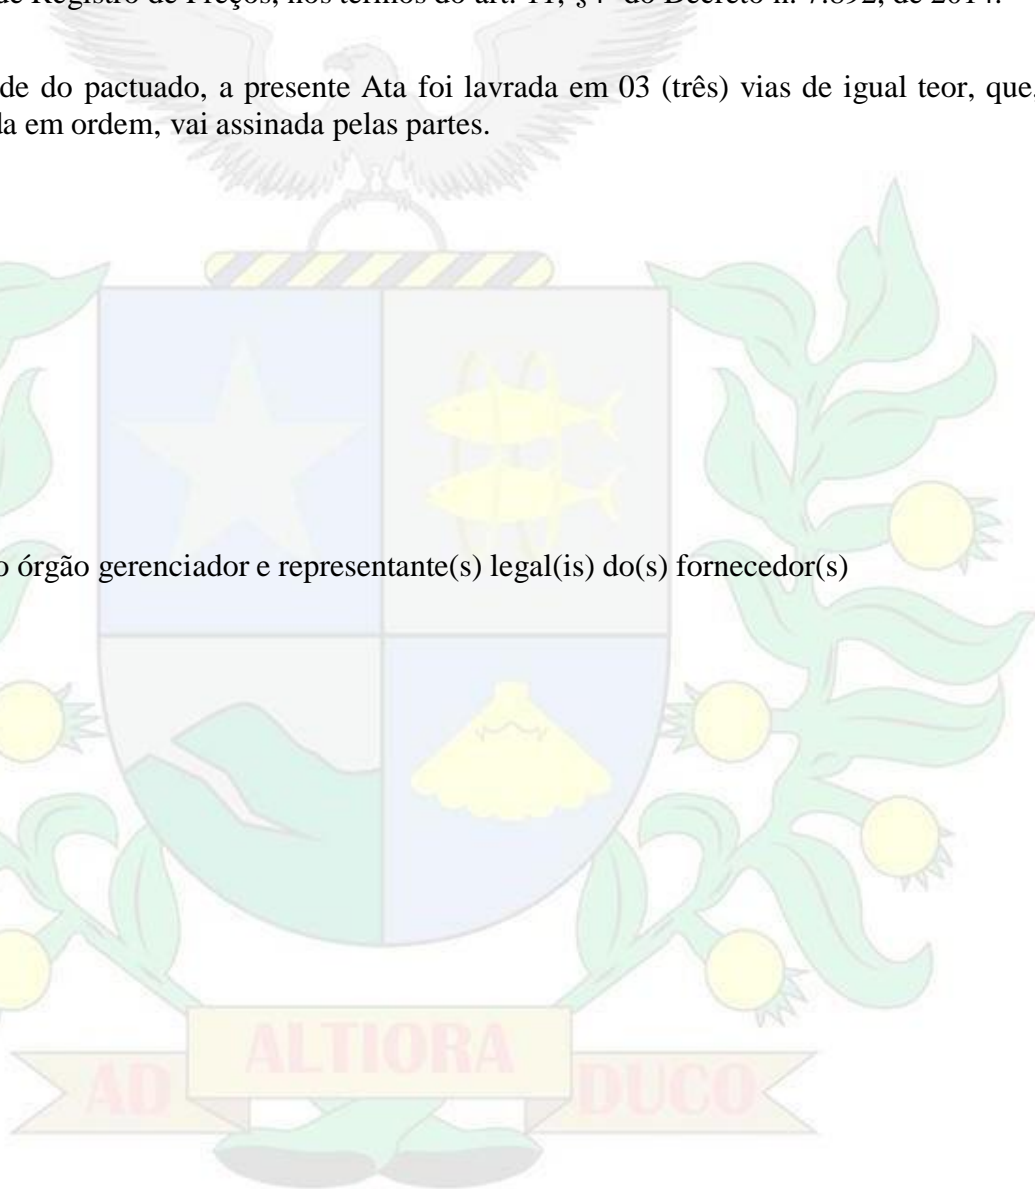 de Registro de Preços, nos termos do art. 11, §4º do Decreto n. 7.892, de 2014.
de do pactuado, a presente Ata foi lavrada em 03 (três) vias de igual teor, que,
em ordem, vai assinada pelas partes.
órgão gerenciador e representante(s) legal(is) do(s) fornecedor(s)
ALTIORA
AD DUCO